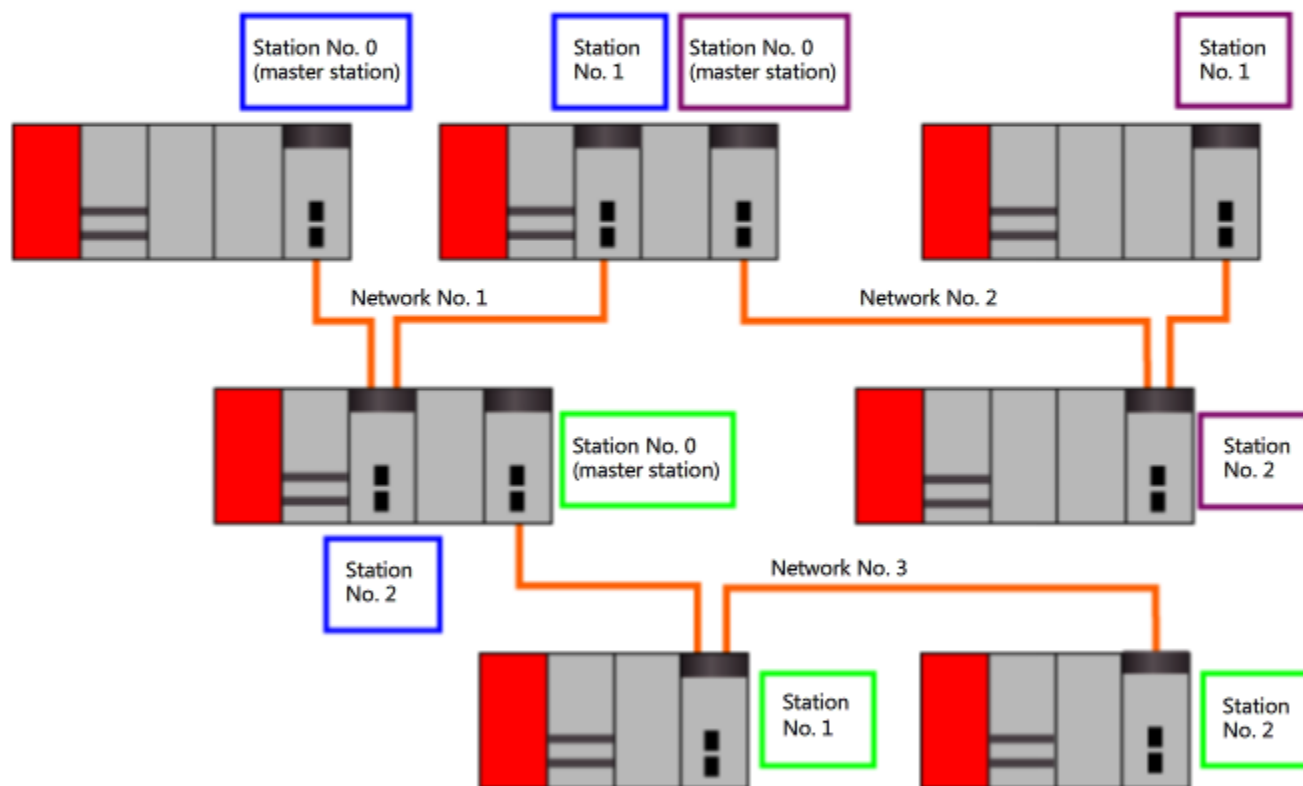 Station No. 0
(master station)
Station
No. 1
Station No. 0
(master station)
Station
No. 1
Network No. 1
Network No. 2
Station No. 0
(master station)
Station
No. 2
Station
No. 2
Network No. 3
Station
No. 1
Station
No. 2